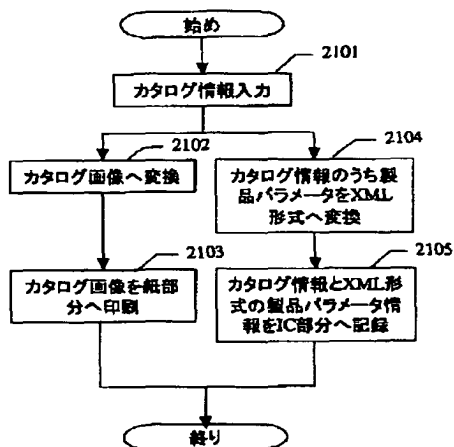 始め
2101
カタログ情報入力
2102
カタログ画像へ変換
2104
カタログ情報のうち製
品パラメータをXML
形式へ変換
2103
カタログ画像を紙部
分へ印刷
2105
カタログ情報とXML形
式の製品パラメータ情
報をIC部分へ記録
終り